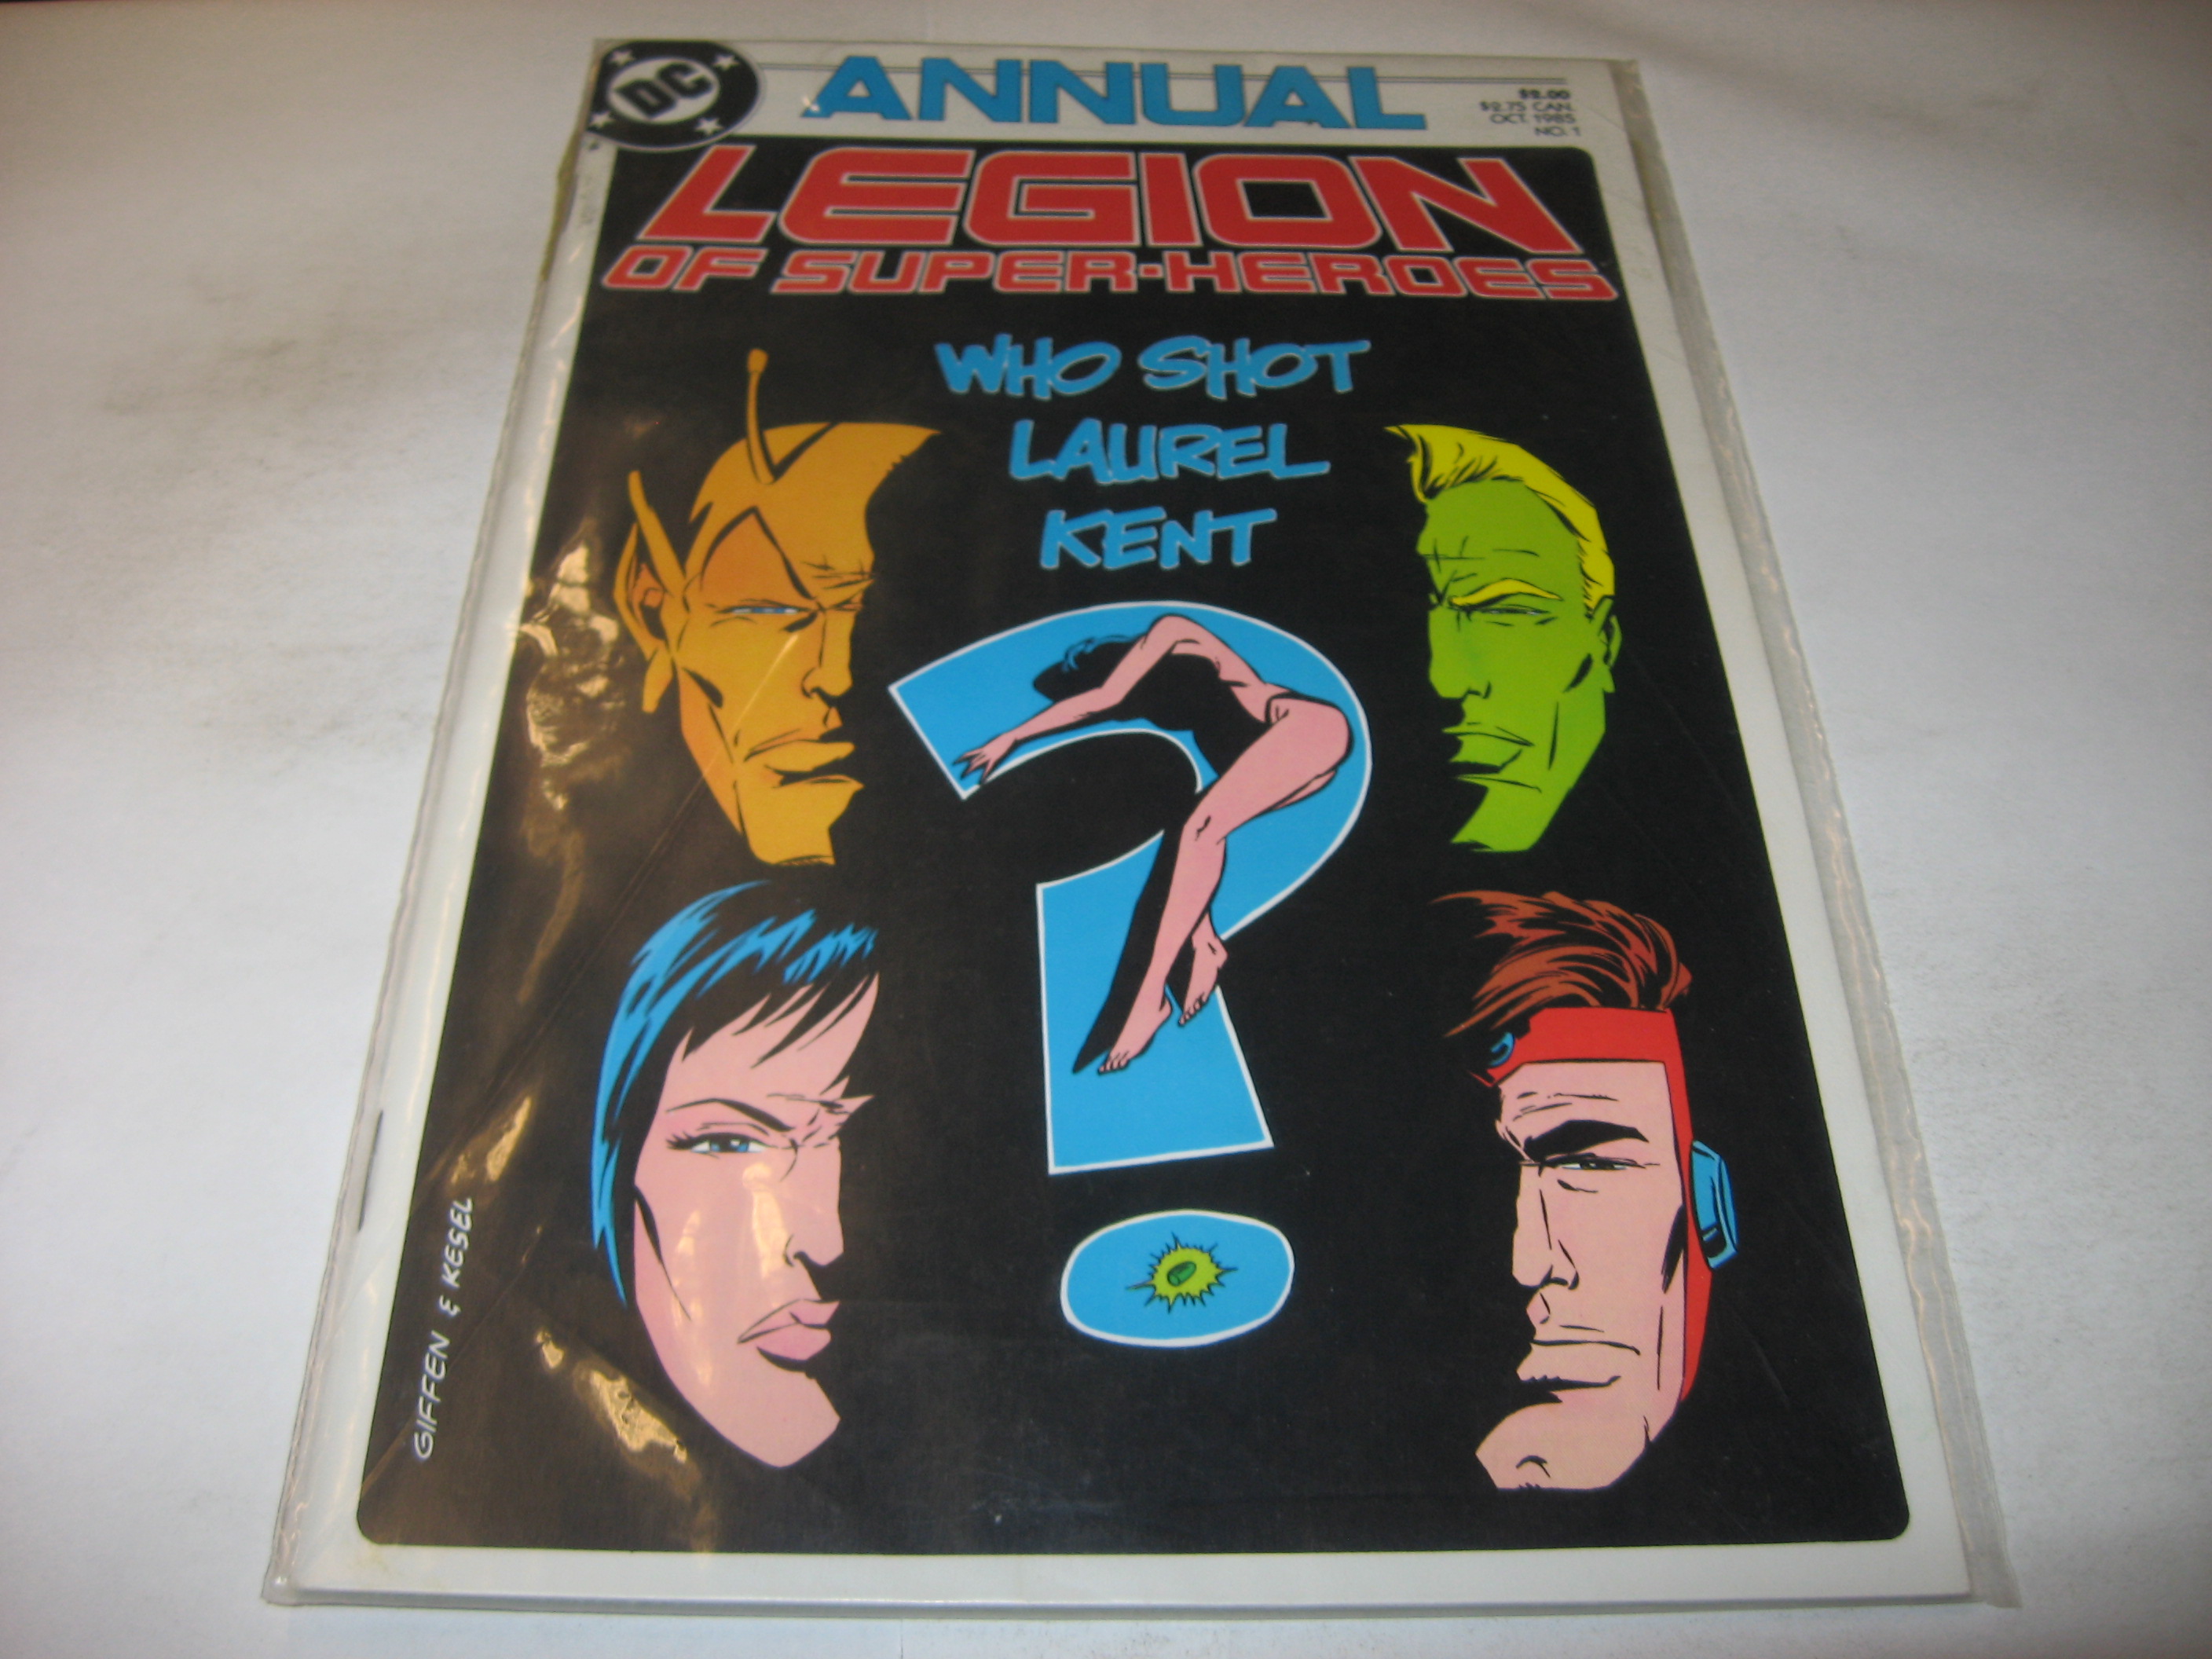 DC
ANNUAL
$2.00
$2.75 CAN.
OCT. 1985
NO. 1
LEGION
OF SUPER-HEROES
WHO SHOT
LAUREL
KENT
?
GIFFEN & KESEL